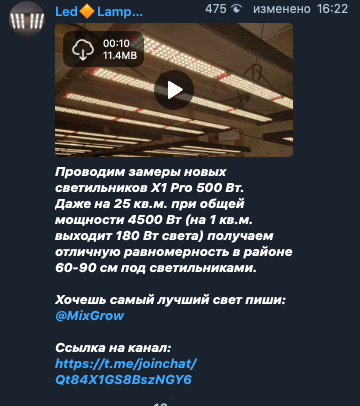 Led🔶Lamp...
475 изменено 16:22
00:10
11.4MB
Проводим замеры новых
светильников X1 Pro 500 Вт.
Даже на 25 кв.м. при общей
мощности 4500 Вт (на 1 кв.м.
выходит 180 Вт света) получаем
отличную равномерность в районе
60-90 см под светильниками.
Хочешь самый лучший свет пиши:
@MixGrow
Ссылка на канал:
https://t.me/joinchat/
Qt84X1GS8BszNGY6